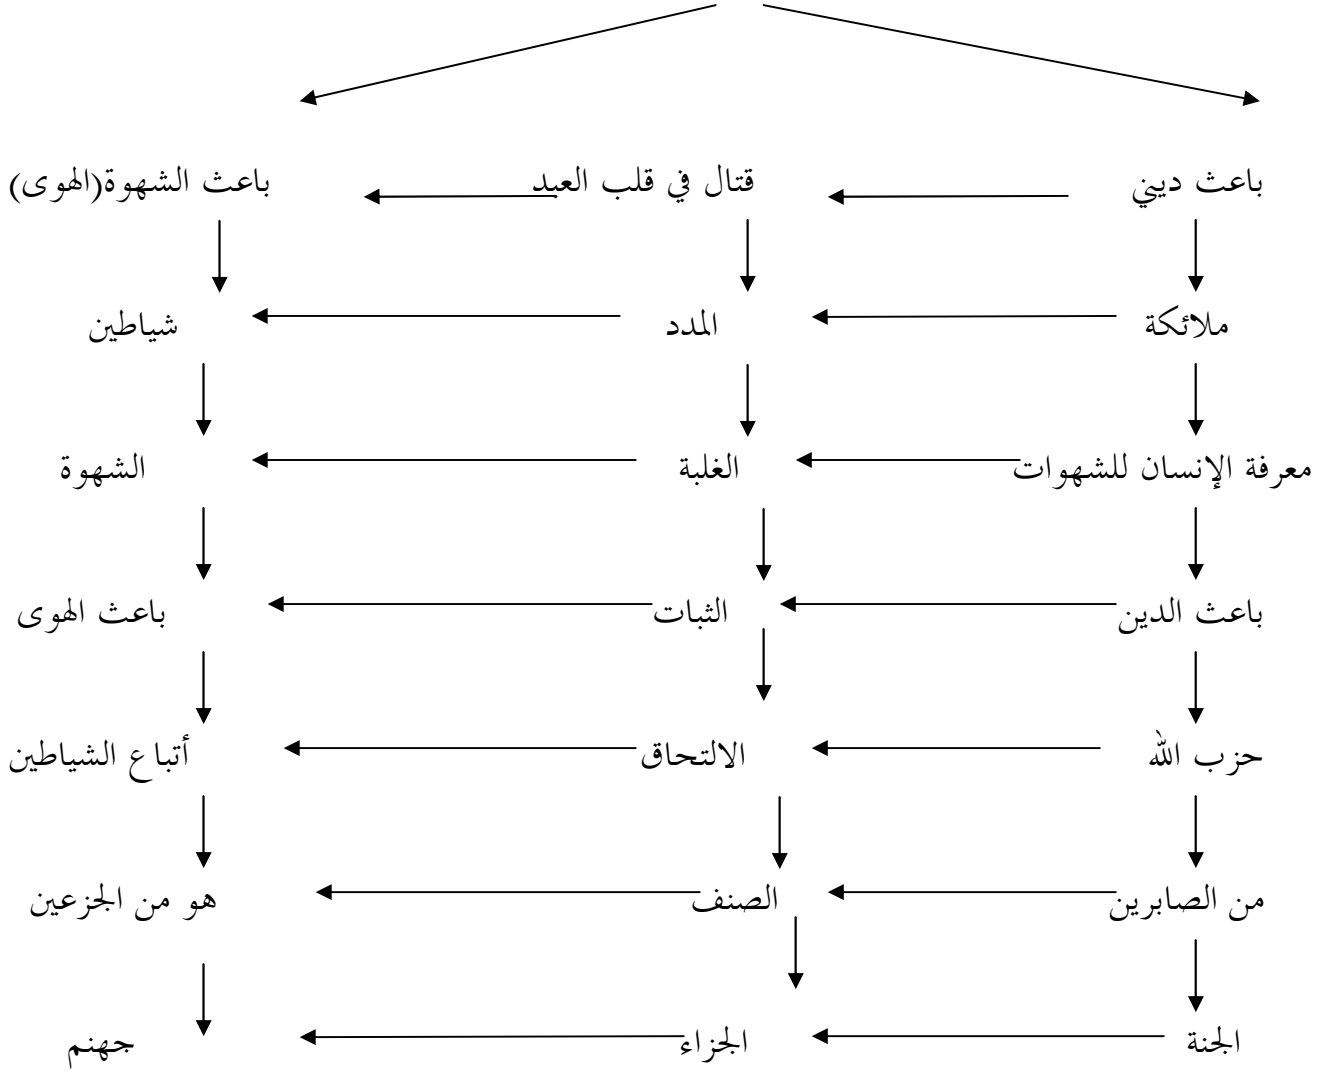 باعث ديني قتال في قلب العبد باعث الشهوة(الهوى)
ملائكة المدد شياطين
معرفة الإنسان للشهوات الغلبة الشهوة
باعث الدين الثبات باعث الهوى
حزب الله الالتحاق أتباع الشياطين
من الصابرين الصنف هو من الجزعين
الجنة الجزاء جهنم